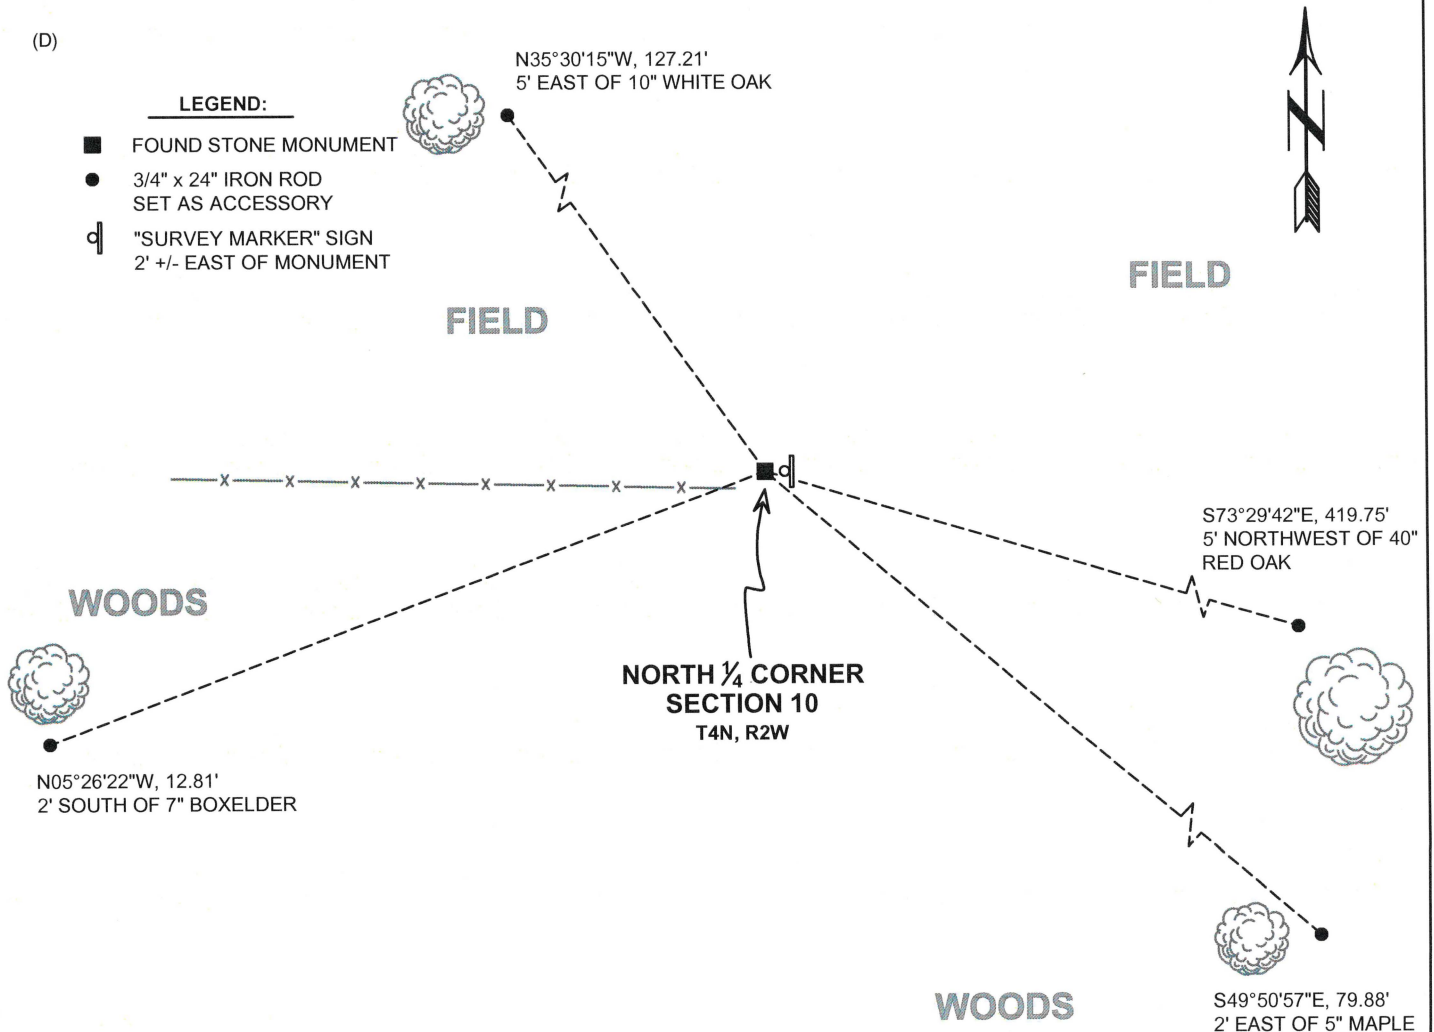 (D)
LEGEND:
FOUND STONE MONUMENT
3/4" x 24" IRON ROD
SET AS ACCESSORY
"SURVEY MARKER" SIGN
2' +/- EAST OF MONUMENT
N35°30'15"W, 127.21'
5' EAST OF 10" WHITE OAK
N
FIELD
FIELD
x x x x x x x x
S73°29'42"E, 419.75'
5' NORTHWEST OF 40"
RED OAK
WOODS
NORTH ¼ CORNER
SECTION 10
T4N, R2W
N05°26'22"W, 12.81'
2' SOUTH OF 7" BOXELDER
WOODS
S49°50'57"E, 79.88'
2' EAST OF 5" MAPLE